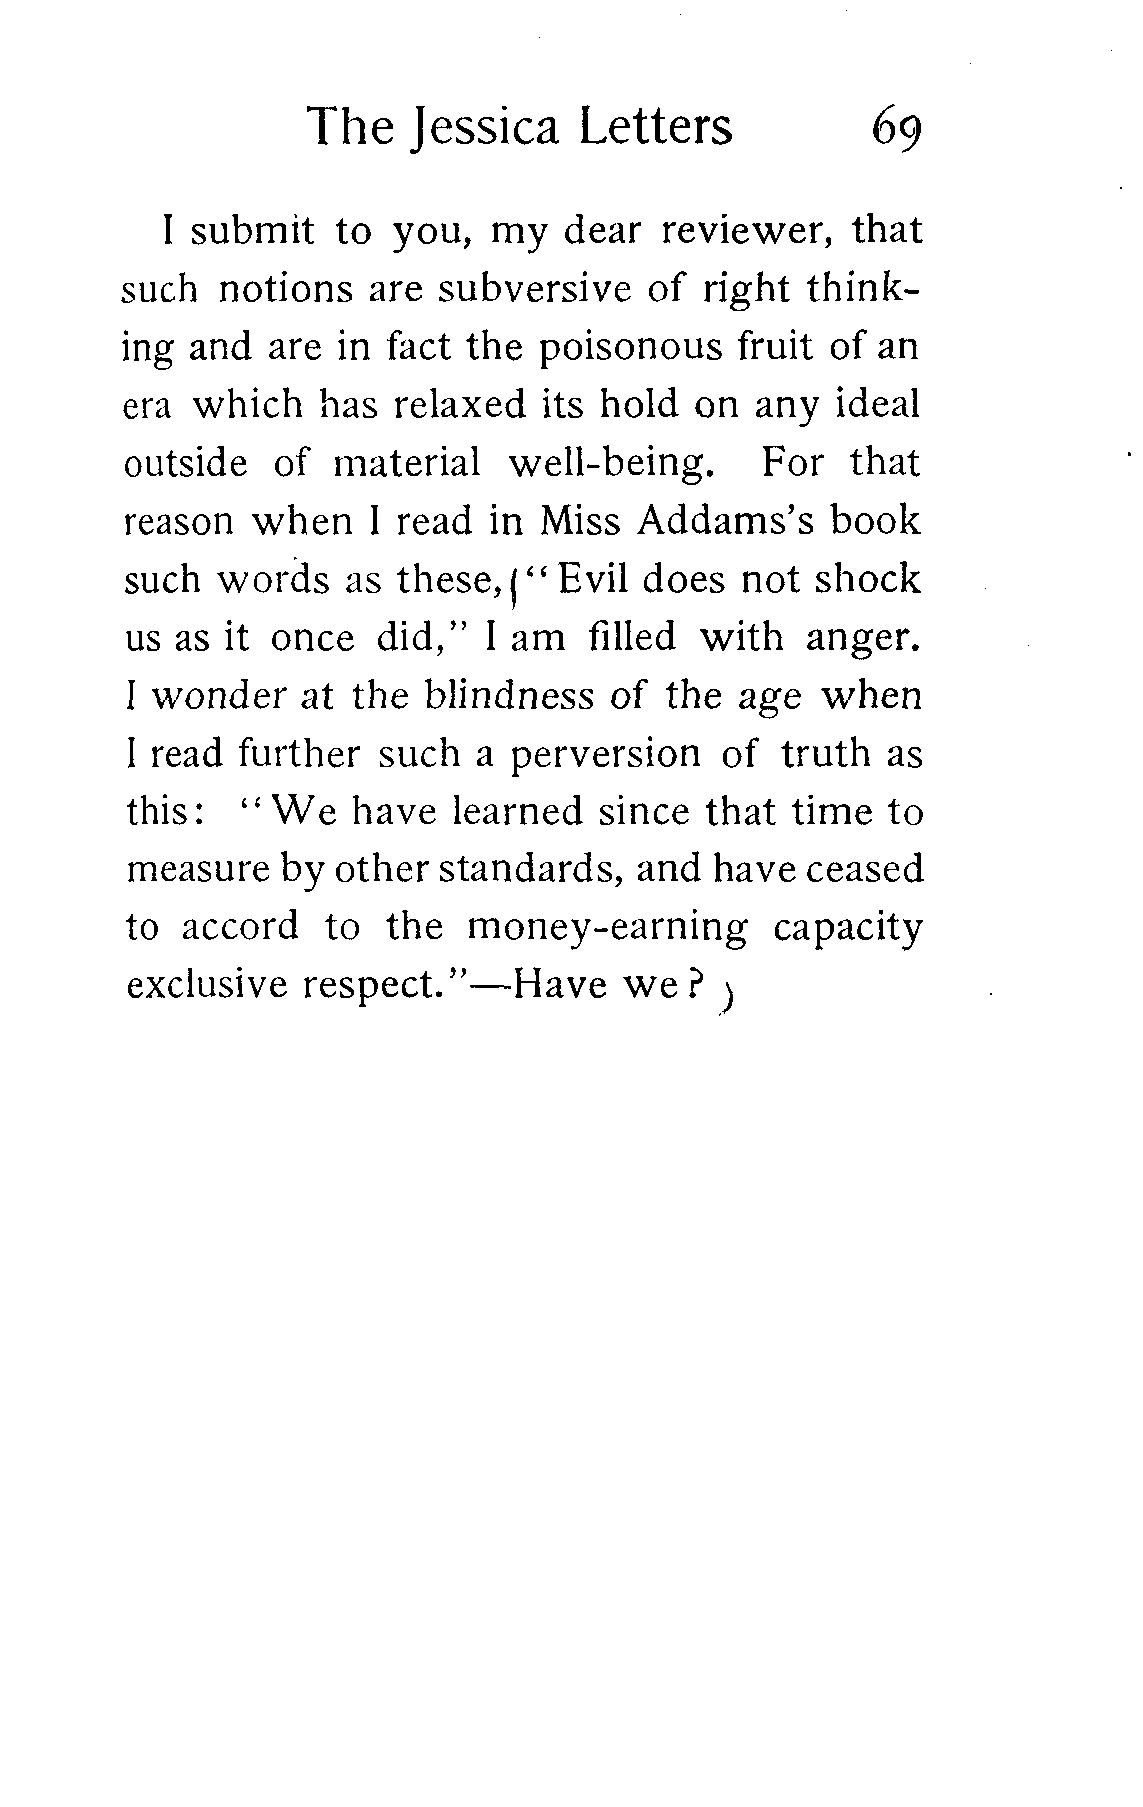 The Jessica Letters 69
I submit to you, my dear reviewer, that
such notions are subversive of right think-
ing and are in fact the poisonous fruit of an
era which has relaxed its hold on any ideal
outside of material well-being. For that
reason when I read in Miss Addams's book
such words as these, (“Evil does not shock
us as it once did,” I am filled with anger.
I wonder at the blindness of the age when
I read further such a perversion of truth as
this: “We have learned since that time to
measure by other standards, and have ceased
to accord to the money-earning capacity
exclusive respect.”—Have we? )